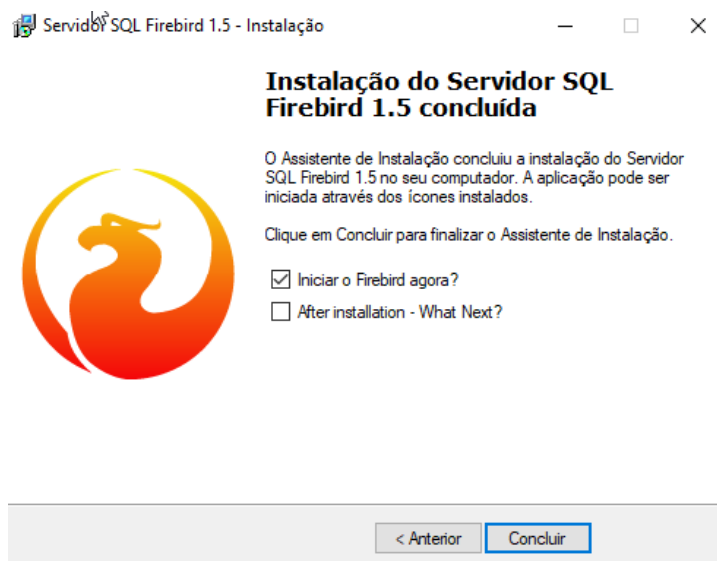 Servidor SQL Firebird 1.5 - Instalação
Instalação do Servidor SQL
Firebird 1.5 concluída
O Assistente de Instalação concluiu a instalação do Servidor
SQL Firebird 1.5 no seu computador. A aplicação pode ser
iniciada através dos ícones instalados.
Clique em Concluir para finalizar o Assistente de Instalação.
Iniciar o Firebird agora?
After installation - What Next?
< Anterior
Concluir